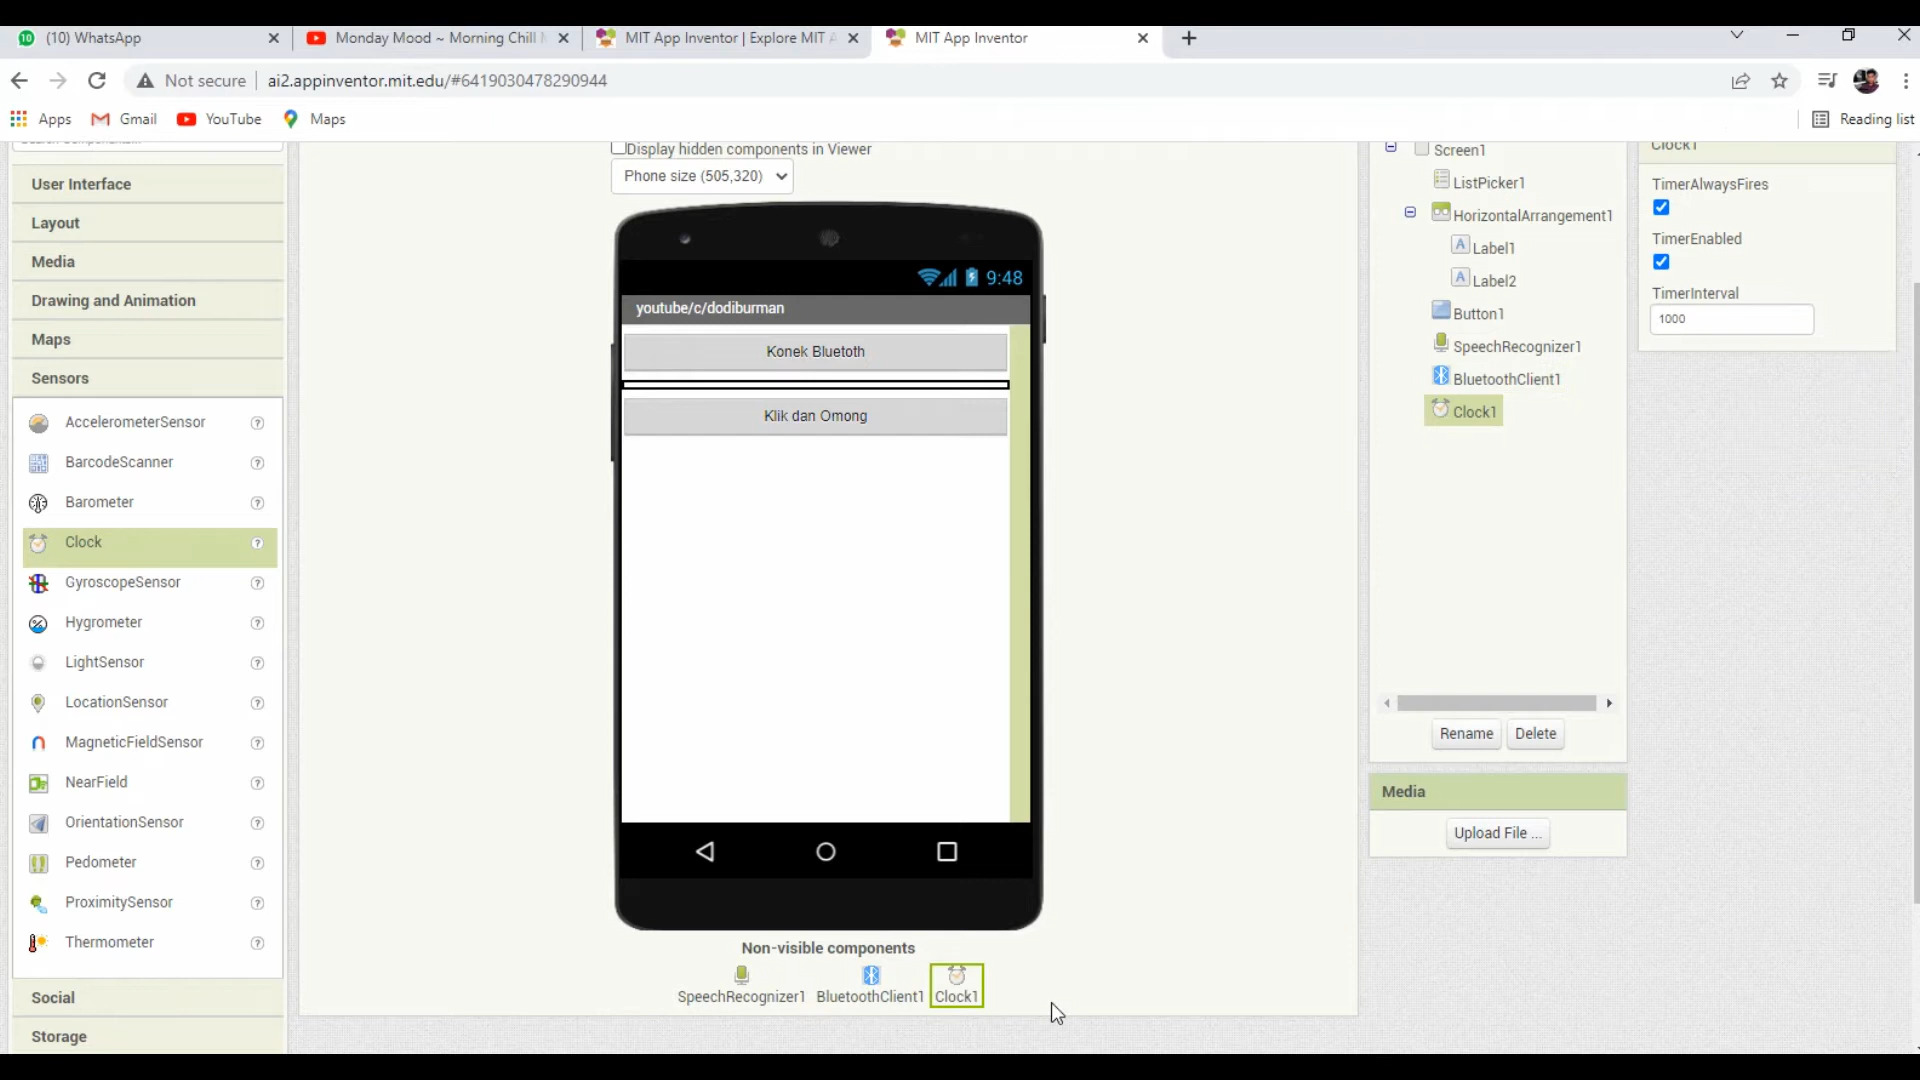 (10) WhatsApp
Monday Mood ~ Morning Chill
MIT App Inventor | Explore MIT
MIT App Inventor
Not secure
ai2.appinventor.mit.edu/#6419030478290944
Apps
Gmail
YouTube
Maps
Reading list
User Interface
Layout
Media
Drawing and Animation
Maps
Sensors
AccelerometerSensor
BarcodeScanner
Barometer
Clock
GyroscopeSensor
Hygrometer
LightSensor
LocationSensor
MagneticFieldSensor
NearField
OrientationSensor
Pedometer
ProximitySensor
Thermometer
Social
Storage
Display hidden components in Viewer
Phone size (505,320)
9:48
youtube/c/dodiburman
Konek Bluetoth
Klik dan Omong
Non-visible components
SpeechRecognizer1
BluetoothClient1
Clock1
Screen1
ListPicker1
HorizontalArrangement1
Label1
Label2
Button1
SpeechRecognizer1
BluetoothClient1
Clock1
Rename
Delete
Media
Upload File ...
Clock1
TimerAlwaysFires
TimerEnabled
TimerInterval
1000